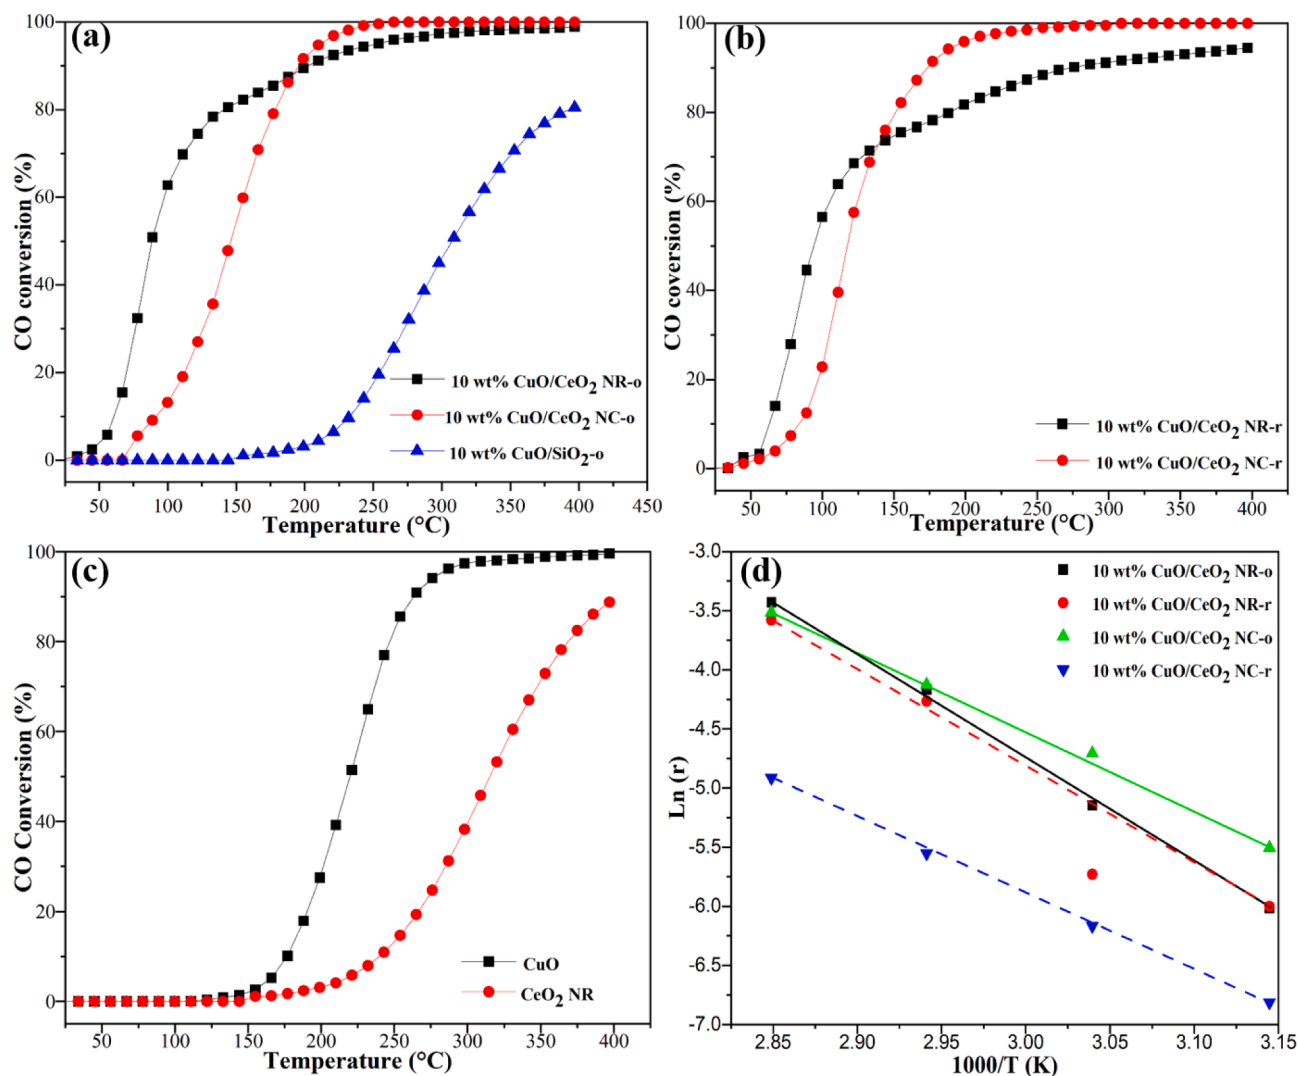 (a)
100
80
60
40
20
0
CO conversion (%)
10 wt% CuO/CeO2 NR-o
10 wt% CuO/CeO2 NC-o
10 wt% CuO/SiO2-o
50 100 150 200 250 300 350 400 450
Temperature (°C)
(b)
100
80
60
40
20
0
CO coversion (%)
10 wt% CuO/CeO2 NR-r
10 wt% CuO/CeO2 NC-r
50 100 150 200 250 300 350 400
Temperature (°C)
(c)
100
80
60
40
20
0
CO Conversion (%)
CuO
CeO2 NR
50 100 150 200 250 300 350 400
Temperature (°C)
(d)
-3.0
-3.5
-4.0
-4.5
-5.0
-5.5
-6.0
-6.5
-7.0
Ln (r)
10 wt% CuO/CeO2 NR-o
10 wt% CuO/CeO2 NR-r
10 wt% CuO/CeO2 NC-o
10 wt% CuO/CeO2 NC-r
2.85 2.90 2.95 3.00 3.05 3.10 3.15
1000/T (K)